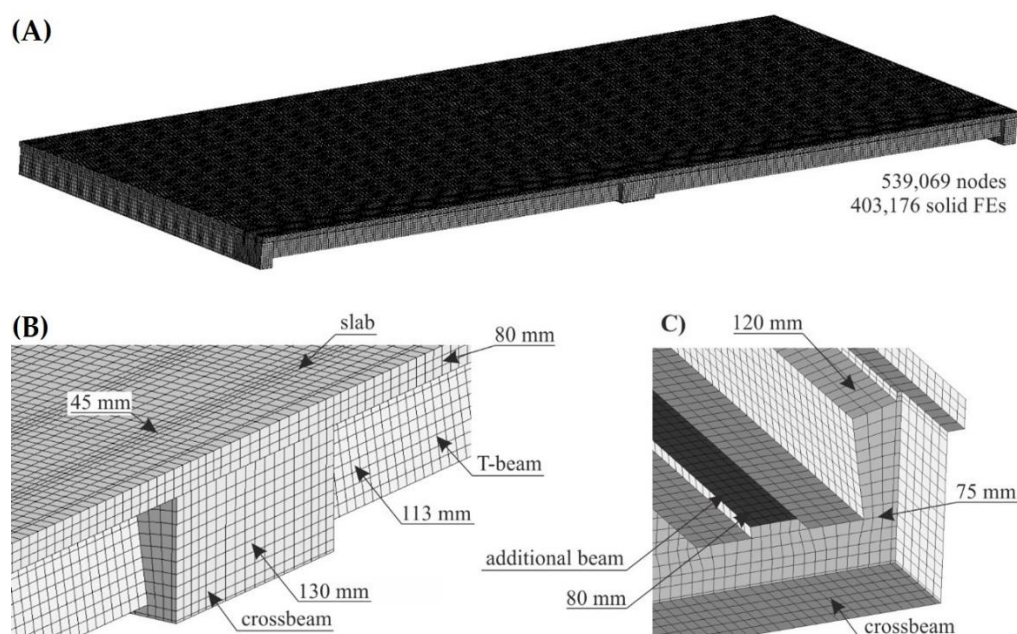 (A)
539,069 nodes
403,176 solid FEs
(B)
slab
80 mm
45 mm
T-beam
113 mm
130 mm
crossbeam
C)
120 mm
75 mm
additional beam
80 mm
crossbeam